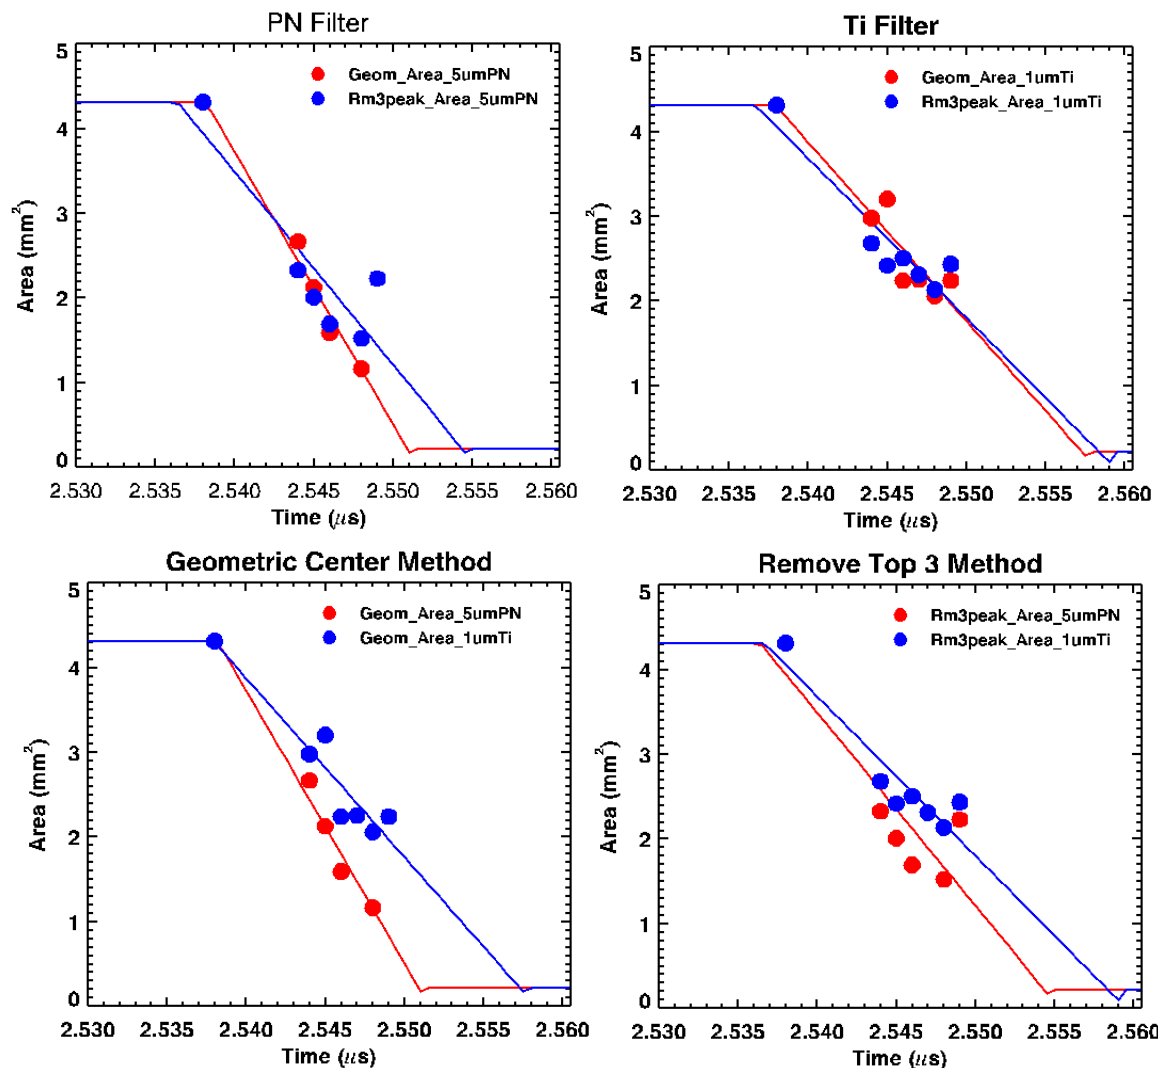 PN Filter
Geom_Area_5umPN
Rm3peak_Area_5umPN
Area (mm²)
5
4
3
2
1
0
2.530 2.535 2.540 2.545 2.550 2.555 2.560
Time (μs)
Ti Filter
Geom_Area_1umTi
Rm3peak_Area_1umTi
Area (mm²)
5
4
3
2
1
0
2.530 2.535 2.540 2.545 2.550 2.555 2.560
Time (μs)
Geometric Center Method
Geom_Area_5umPN
Geom_Area_1umTi
Area (mm²)
5
4
3
2
1
0
2.530 2.535 2.540 2.545 2.550 2.555 2.560
Time (μs)
Remove Top 3 Method
Rm3peak_Area_5umPN
Rm3peak_Area_1umTi
Area (mm²)
5
4
3
2
1
0
2.530 2.535 2.540 2.545 2.550 2.555 2.560
Time (μs)